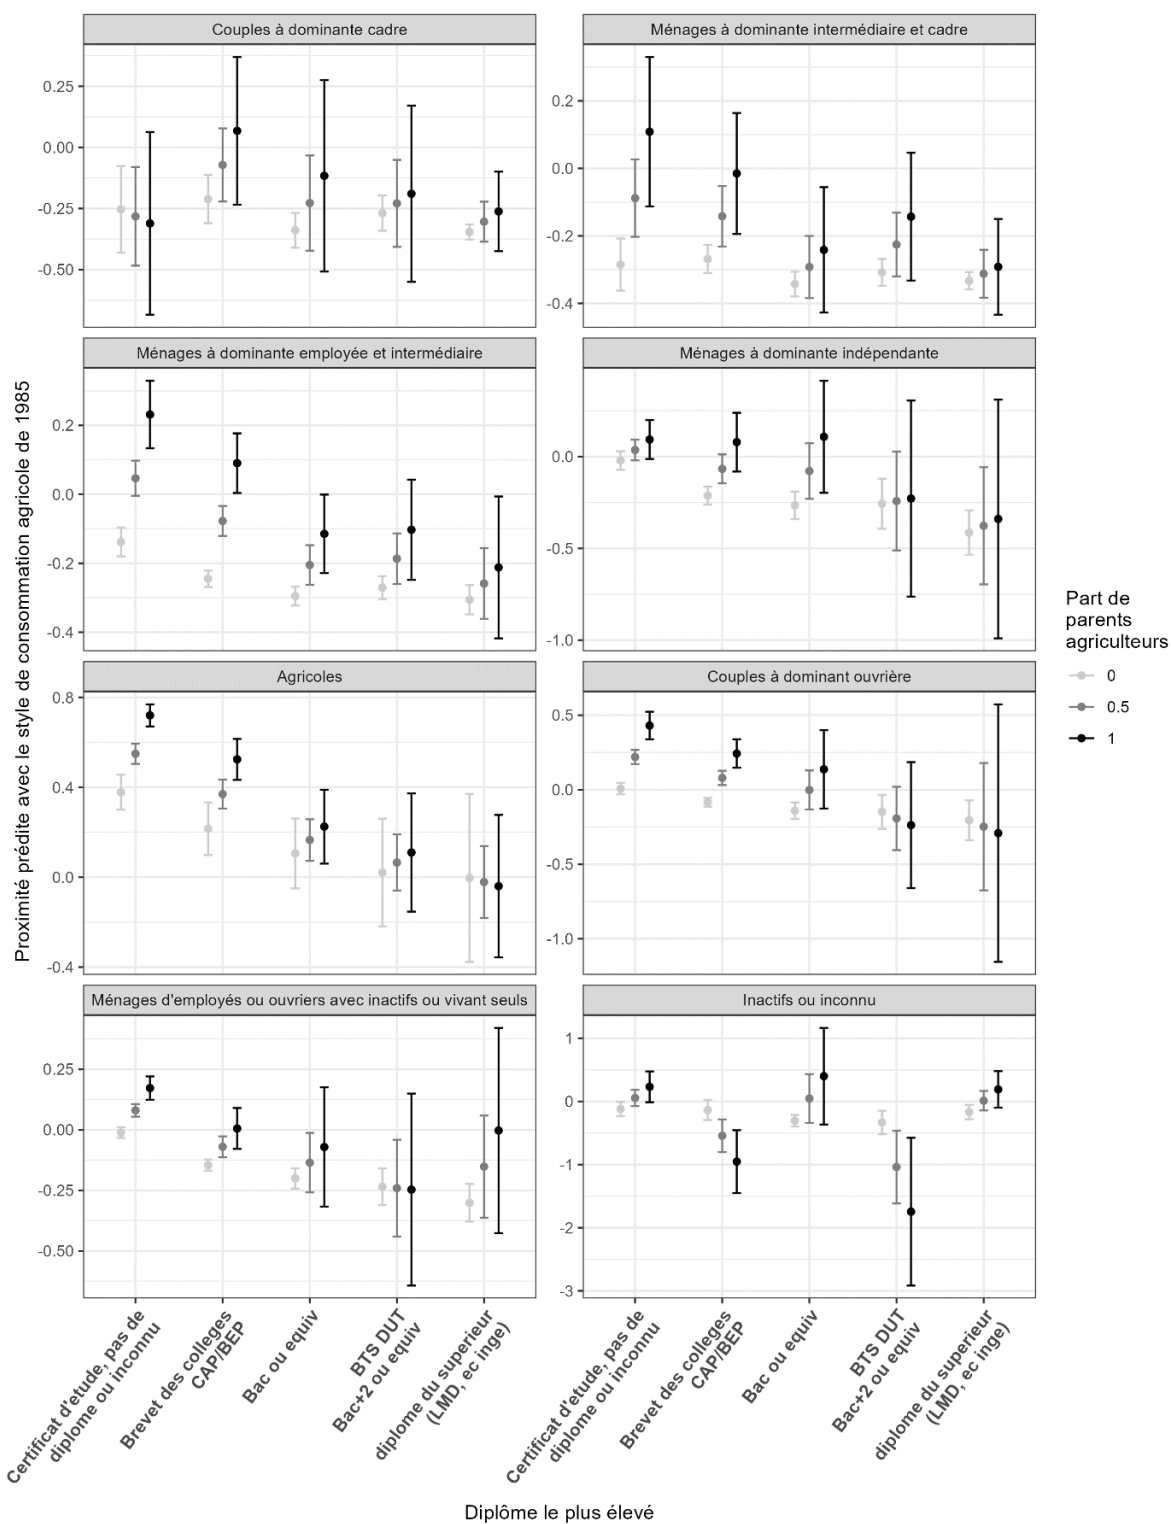 Couples à dominante cadre
Ménages à dominante intermédiaire et cadre
0.25
0.00
-0.25
-0.50
0.2
0.0
-0.2
-0.4
Ménages à dominante employée et intermédiaire
Ménages à dominante indépendante
0.2
0.0
-0.2
-0.4
0.0
-0.5
-1.0
Agricoles
Couples à dominant ouvrière
0.8
0.4
0.0
-0.4
0.5
0.0
-0.5
-1.0
Ménages d'employés ou ouvriers avec inactifs ou vivant seuls
Inactifs ou inconnu
0.25
0.00
-0.25
-0.50
1
0
-1
-2
-3
Proximité prédite avec le style de consommation agricole de 1985
Certificat d'etude, pas de
diplome ou inconnu
Brevet des colleges
CAP/BEP
Bac ou equiv
BTS DUT
Bac+2 ou equiv
diplome du superieur
(LMD, ec inge)
Certificat d'etude, pas de
diplome ou inconnu
Brevet des colleges
CAP/BEP
Bac ou equiv
BTS DUT
Bac+2 ou equiv
diplome du superieur
(LMD, ec inge)
Diplôme le plus élevé
Part de
parents
agriculteurs
0
0.5
1